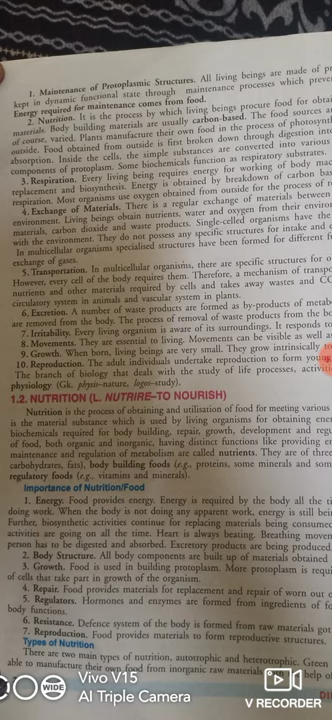 1. Maintenance of Protoplasmic Structures. All living beings are made of
kept in dynamic functional state through maintenance processes which
Energy required for maintenance comes from food.
2. Nutrition. It is the process by which living beings procure food for
materials. Body building materials are usually carbon-based. The food sources
of course, varied. Plants manufacture their own food in the process of
outside. Food obtained from outside is first broken down through digestion
absorption. Inside the cells, the simple substances are converted into various
components of protoplasm. Some biochemicals function as respiratory substrates.
3. Respiration. Every living being requires energy for working of body
replacement and biosynthesis. Energy is obtained by breakdown of carbon
respiration. Most organisms use oxygen obtained from outside for the process of
4. Exchange of Materials. There is a regular exchange of materials between
environment. Living beings obtain nutrients, water and oxygen from their
materials, carbon dioxide and waste products. Single-celled organisms have the
with the environment. They do not possess any specific structures for intake and
In multicellular organisms specialised structures have been formed for different
exchange of gases.
5. Transportation. In multicellular organisms, there are specific structures for
However, every cell of the body requires them. Therefore, a mechanism of
nutrients and other materials required by cells and takes away wastes and
circulatory system in animals and vascular system in plants.
6. Excretion. A number of waste products are formed as by-products of
are removed from the body. The process of removal of waste products from the
7. Irritability. Every living organism is aware of its surroundings. It responds to
8. Movements. They are essential to living. Movements can be visible as well
9. Growth. When born, living beings are very small. They grow intrinsically to
10. Reproduction. The adult individuals undertake reproduction to form young
The branch of biology that deals with the study of life processes,
physiology (Gk. physis–nature, logos–study).
1.2. NUTRITION (L. NUTRIRE–TO NOURISH)
Nutrition is the process of obtaining and utilisation of food for meeting various
is the material substance which is used by living organisms for obtaining
biochemicals required for body building, repair, growth, development and
of food, both organic and inorganic, having distinct functions like providing
maintenance and regulation of metabolism are called nutrients. They are of three
carbohydrates, fats), body building foods (e.g., proteins, some minerals and
regulatory foods (e.g., vitamins and minerals).
Importance of Nutrition/Food
1. Energy. Food provides energy. Energy is required by the body all the
doing work. When the body is not doing any apparent work, energy is still
Further, biosynthetic activities continue for replacing materials being
activities are going on all the time. Heart is always beating. Breathing
person has to be digested and absorbed. Excretory products are being produced
2. Body Structure. All body components are built up of materials obtained
3. Growth. Food is used in building protoplasm. More protoplasm is
of cells that take part in growth of the organism.
4. Repair. Food provides materials for replacement and repair of worn out
5. Regulators. Hormones and enzymes are formed from ingredients of
body functions.
6. Resistance. Defence system of the body is formed from raw materials
7. Reproduction. Food provides materials to form reproductive structures.
Types of Nutrition
There are two main types of nutrition, autotrophic and heterotrophic. Green
able to manufacture their own food from inorganic raw materials help of
WIDE
Vivo V15
AI Triple Camera
V RECORDER